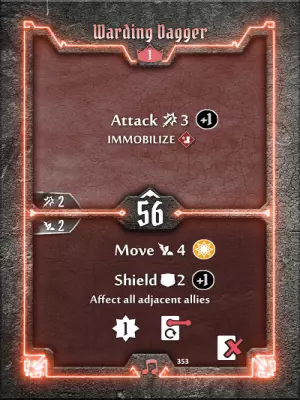 Warding Dagger
1
Attack 3 +1
IMMOBILIZE
2
56
2
Move 4
Shield 2 +1
Affect all adjacent allies
1
353